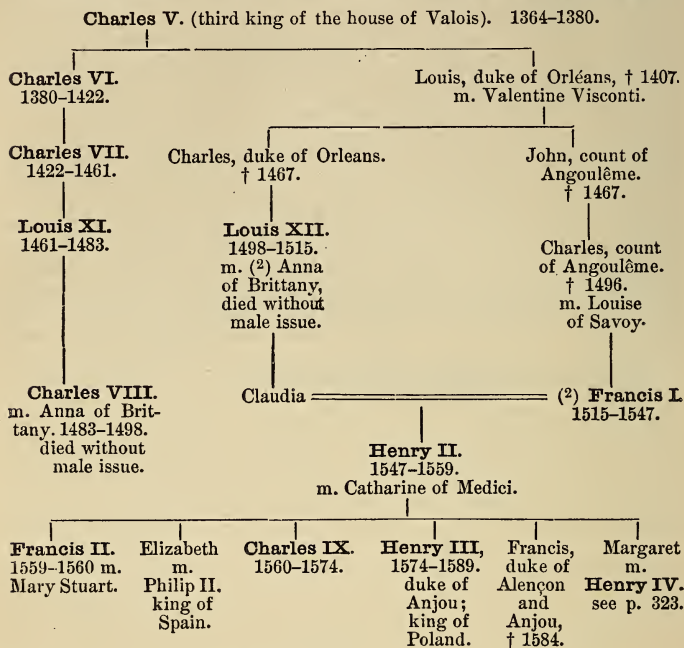 Charles V. (third king of the house of Valois). 1364–1380.
Charles VI.
1380–1422.
Louis, duke of Orléans, † 1407.
m. Valentine Visconti.
Charles VII.
1422–1461.
Charles, duke of Orleans.
† 1467.
John, count of
Angoulême.
† 1467.
Louis XI.
1461–1483.
Louis XII.
1498–1515.
m. (2) Anna
of Brittany,
died without
male issue.
Charles, count
of Angoulême.
† 1496.
m. Louise
of Savoy.
Charles VIII.
m. Anna of Brit-
tany. 1483–1498.
died without
male issue.
Claudia
(2) Francis I.
1515–1547.
Henry II.
1547–1559.
m. Catharine of Medici.
Francis II.
1559–1560 m.
Mary Stuart.
Elizabeth
m.
Philip II.
king of
Spain.
Charles IX.
1560–1574.
Henry III,
1574–1589.
duke of
Anjou;
king of
Poland.
Francis,
duke of
Alençon
and
Anjou,
† 1584.
Margaret
m.
Henry IV.
see p. 323.